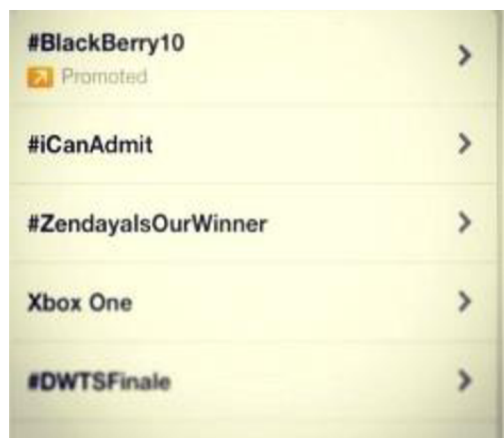 #BlackBerry10
Promoted
#iCanAdmit
#ZendayaIsOurWinner
Xbox One
#DWTSFinale